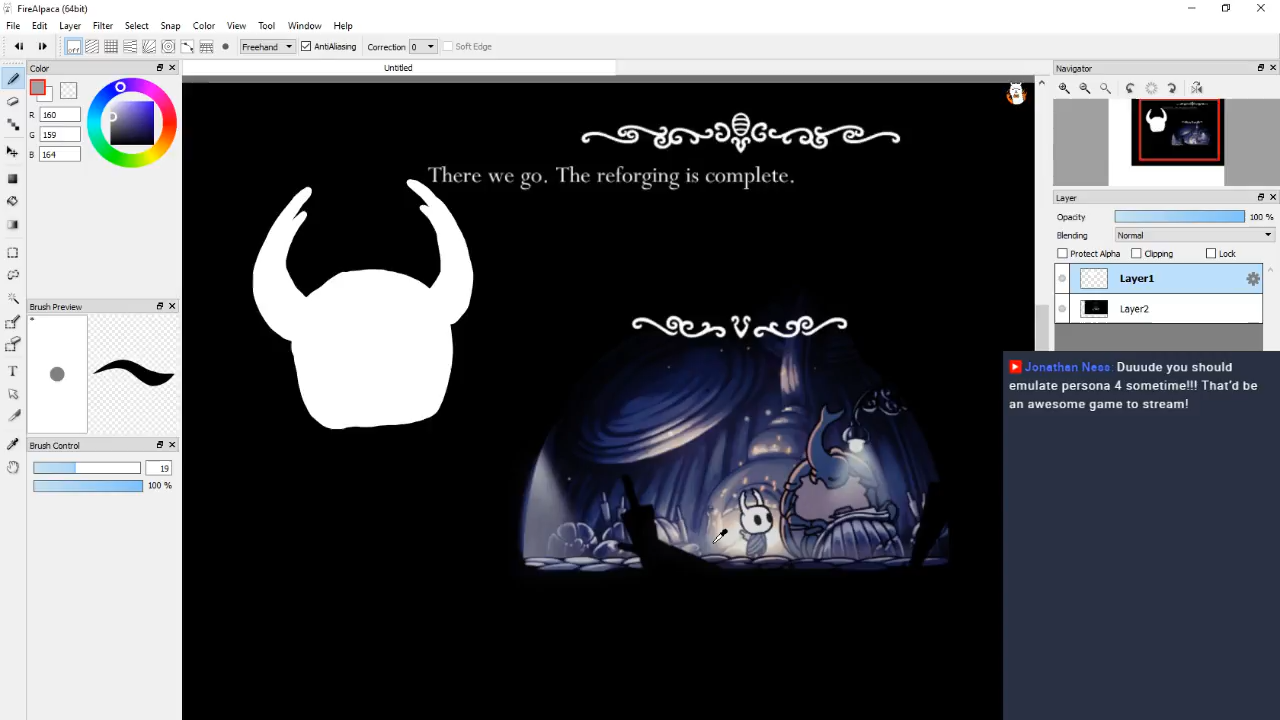 FireAlpaca (64bit)
File Edit Layer Filter Select Snap Color View Tool Window Help
off Freehand AntiAliasing Correction 0 Soft Edge
Color
Untitled
Navigator
R 160
G 159
B 164
There we go. The reforging is complete.
Layer
Opacity 100 %
Blending Normal
Protect Alpha Clipping Lock
Layer1
Brush Preview
Layer2
Jonathan Ness: Duuude you should
emulate persona 4 sometime!!! That'd be
an awesome game to stream!
Brush Control
19
100 %